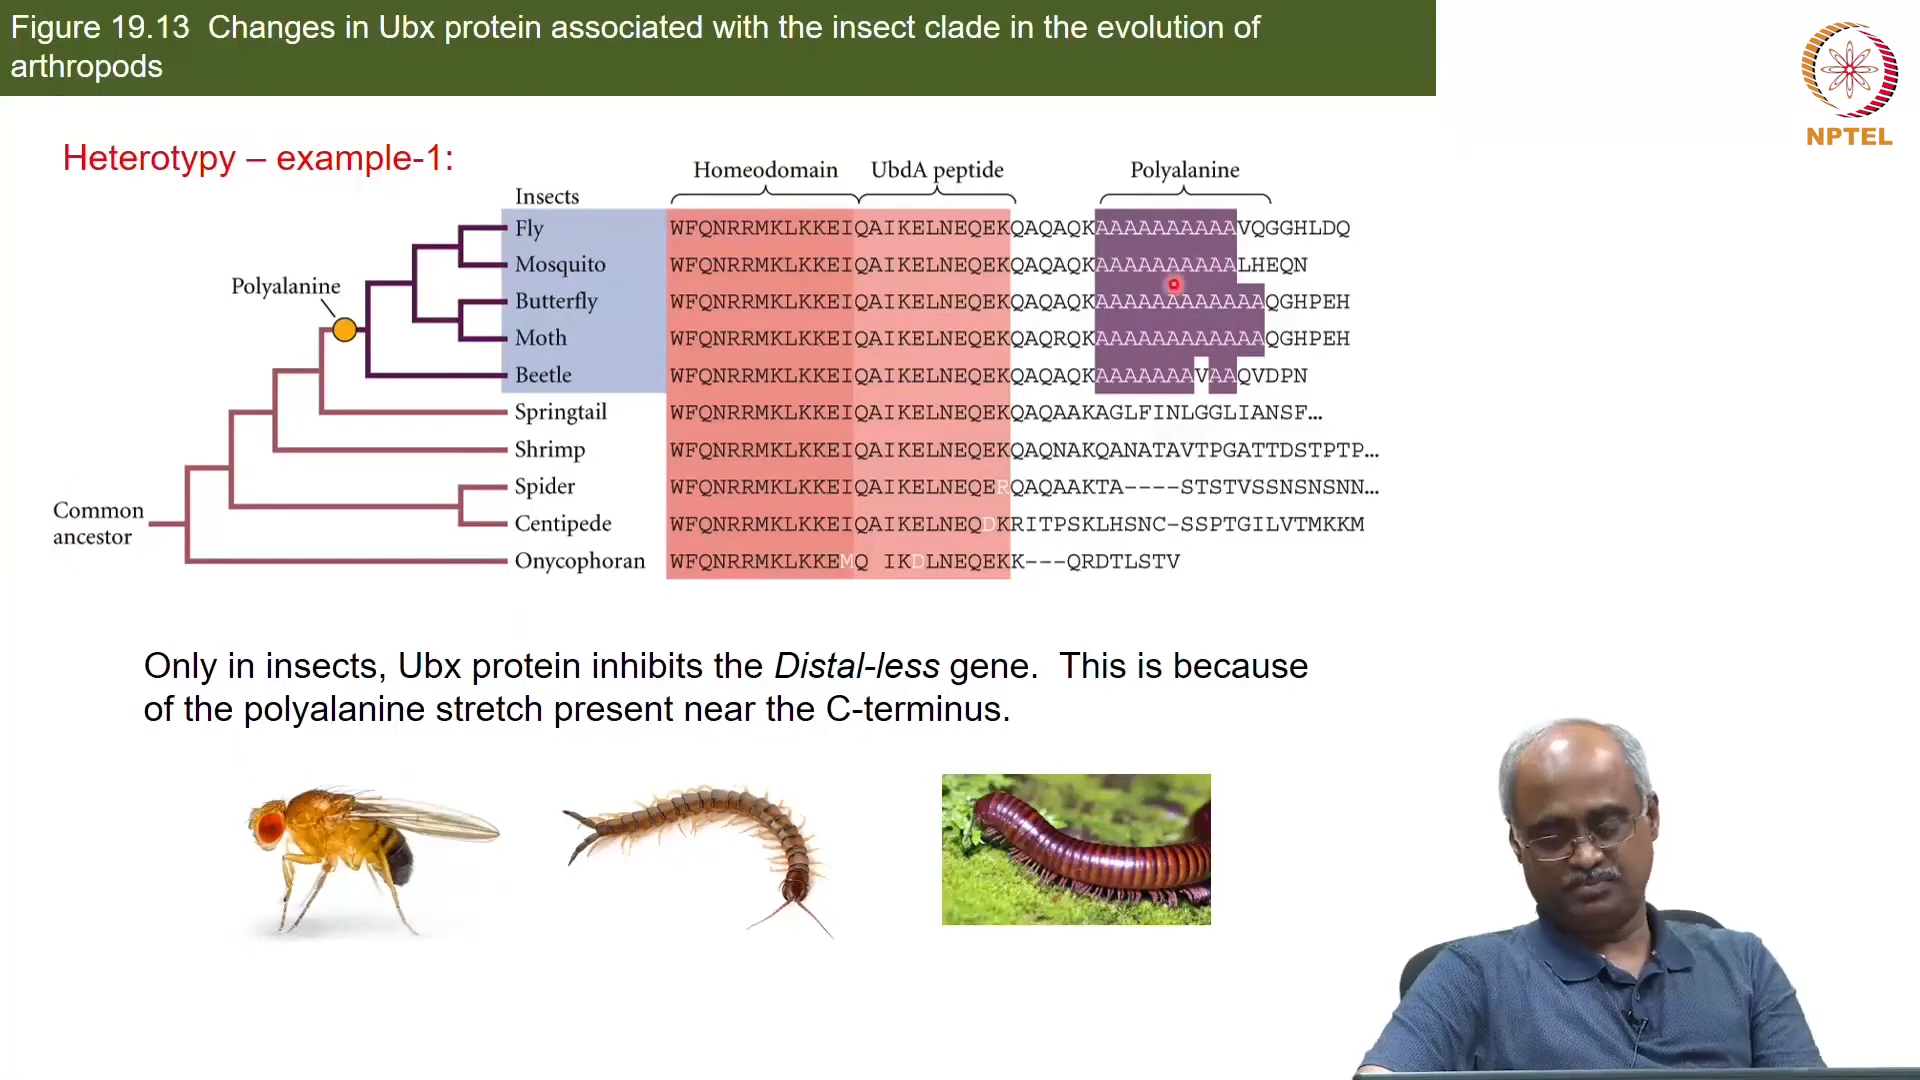 Figure 19.13 Changes in Ubx protein associated with the insect clade in the evolution of
arthropods
NPTEL
Heterotypy – example-1:
Homeodomain UbdA peptide Polyalanine
Insects
Fly WFQNRRMKLKKEIQAIKELNEQEKQAQAQKAAAAAAAAAAVQGGHLDQ
Mosquito WFQNRRMKLKKEIQAIKELNEQEKQAQAQKAAAAAAAAAALHEQN
Polyalanine
Butterfly WFQNRRMKLKKEIQAIKELNEQEKQAQAQKAAAAAAAAAAAAQGHPEH
Moth WFQNRRMKLKKEIQAIKELNEQEKQAQRQKAAAAAAAAAAAAQGHPEH
Beetle WFQNRRMKLKKEIQAIKELNEQEKQAQAQKAAAAAAAVAAQVDPN
Springtail WFQNRRMKLKKEIQAIKELNEQEKQAQAAKAGLFINLGGLIANSF...
Shrimp WFQNRRMKLKKEIQAIKELNEQEKQAQNAKQANATAVTPGATTDSTPTP...
Spider WFQNRRMKLKKEIQAIKELNEQERQAQAAKTA----STSTVSSNSNSNN...
Common
ancestor
Centipede WFQNRRMKLKKEIQAIKELNEQDKRITPSKLHSNC-SSPTGILVTMKKM
Onycophoran WFQNRRMKLKKEMQ IKDLNEQEKK---QRDTLSTV
Only in insects, Ubx protein inhibits the Distal-less gene. This is because
of the polyalanine stretch present near the C-terminus.